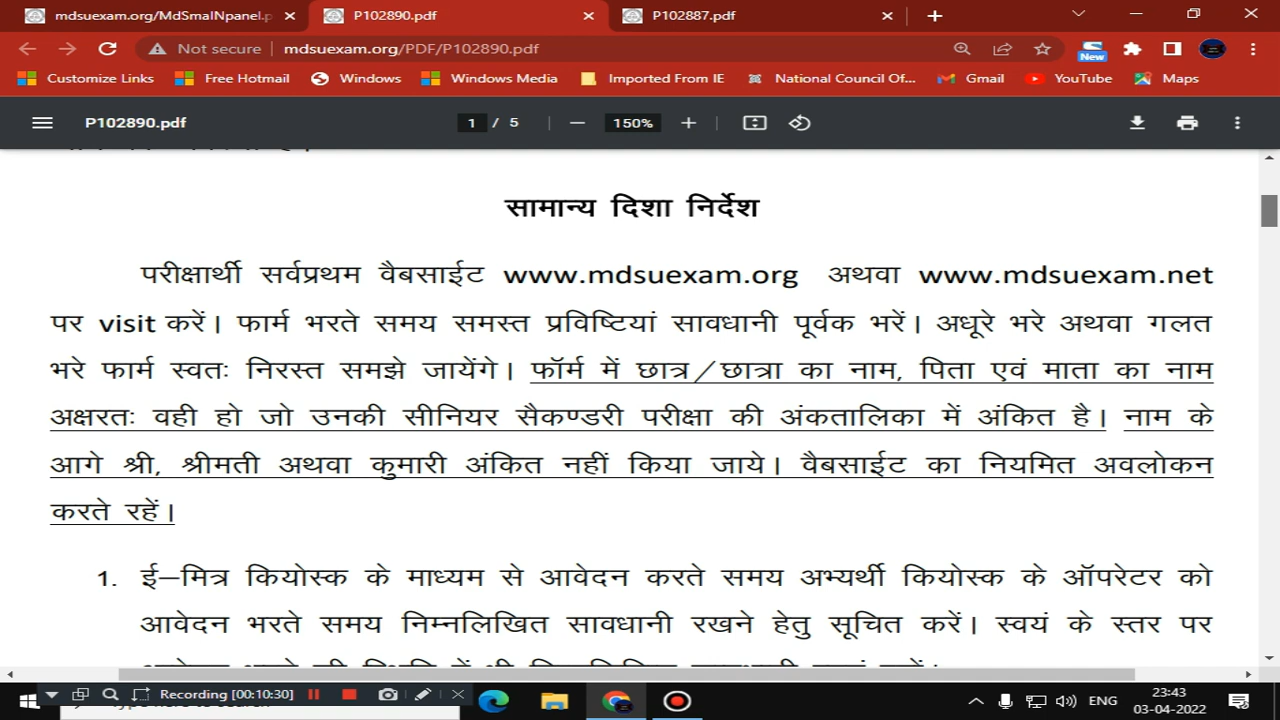 mdsuexam.org/MdSmaINpanel.p
P102890.pdf
P102887.pdf
Not secure
mdsuexam.org/PDF/P102890.pdf
New
Customize Links
Free Hotmail
Windows
Windows Media
Imported From IE
National Council Of...
Gmail
YouTube
Maps
P102890.pdf
1 / 5
150%
सामान्य दिशा निर्देश
परीक्षार्थी सर्वप्रथम वैबसाईट www.mdsuexam.org अथवा www.mdsuexam.net
पर visit करें। फार्म भरते समय समस्त प्रविष्टियां सावधानी पूर्वक भरें। अधूरे भरे अथवा गलत
भरे फार्म स्वतः निरस्त समझे जायेंगे। फॉर्म में छात्र/छात्रा का नाम, पिता एवं माता का नाम
अक्षरतः वही हो जो उनकी सीनियर सैकण्डरी परीक्षा की अंकतालिका में अंकित है। नाम के
आगे श्री, श्रीमती अथवा कुमारी अंकित नहीं किया जाये। वैबसाईट का नियमित अवलोकन
करते रहें।
1. ई–मित्र कियोस्क के माध्यम से आवेदन करते समय अभ्यर्थी कियोस्क के ऑपरेटर को
आवेदन भरते समय निम्नलिखित सावधानी रखने हेतु सूचित करें। स्वयं के स्तर पर
Recording [00:10:30]
ENG
23:43
03-04-2022